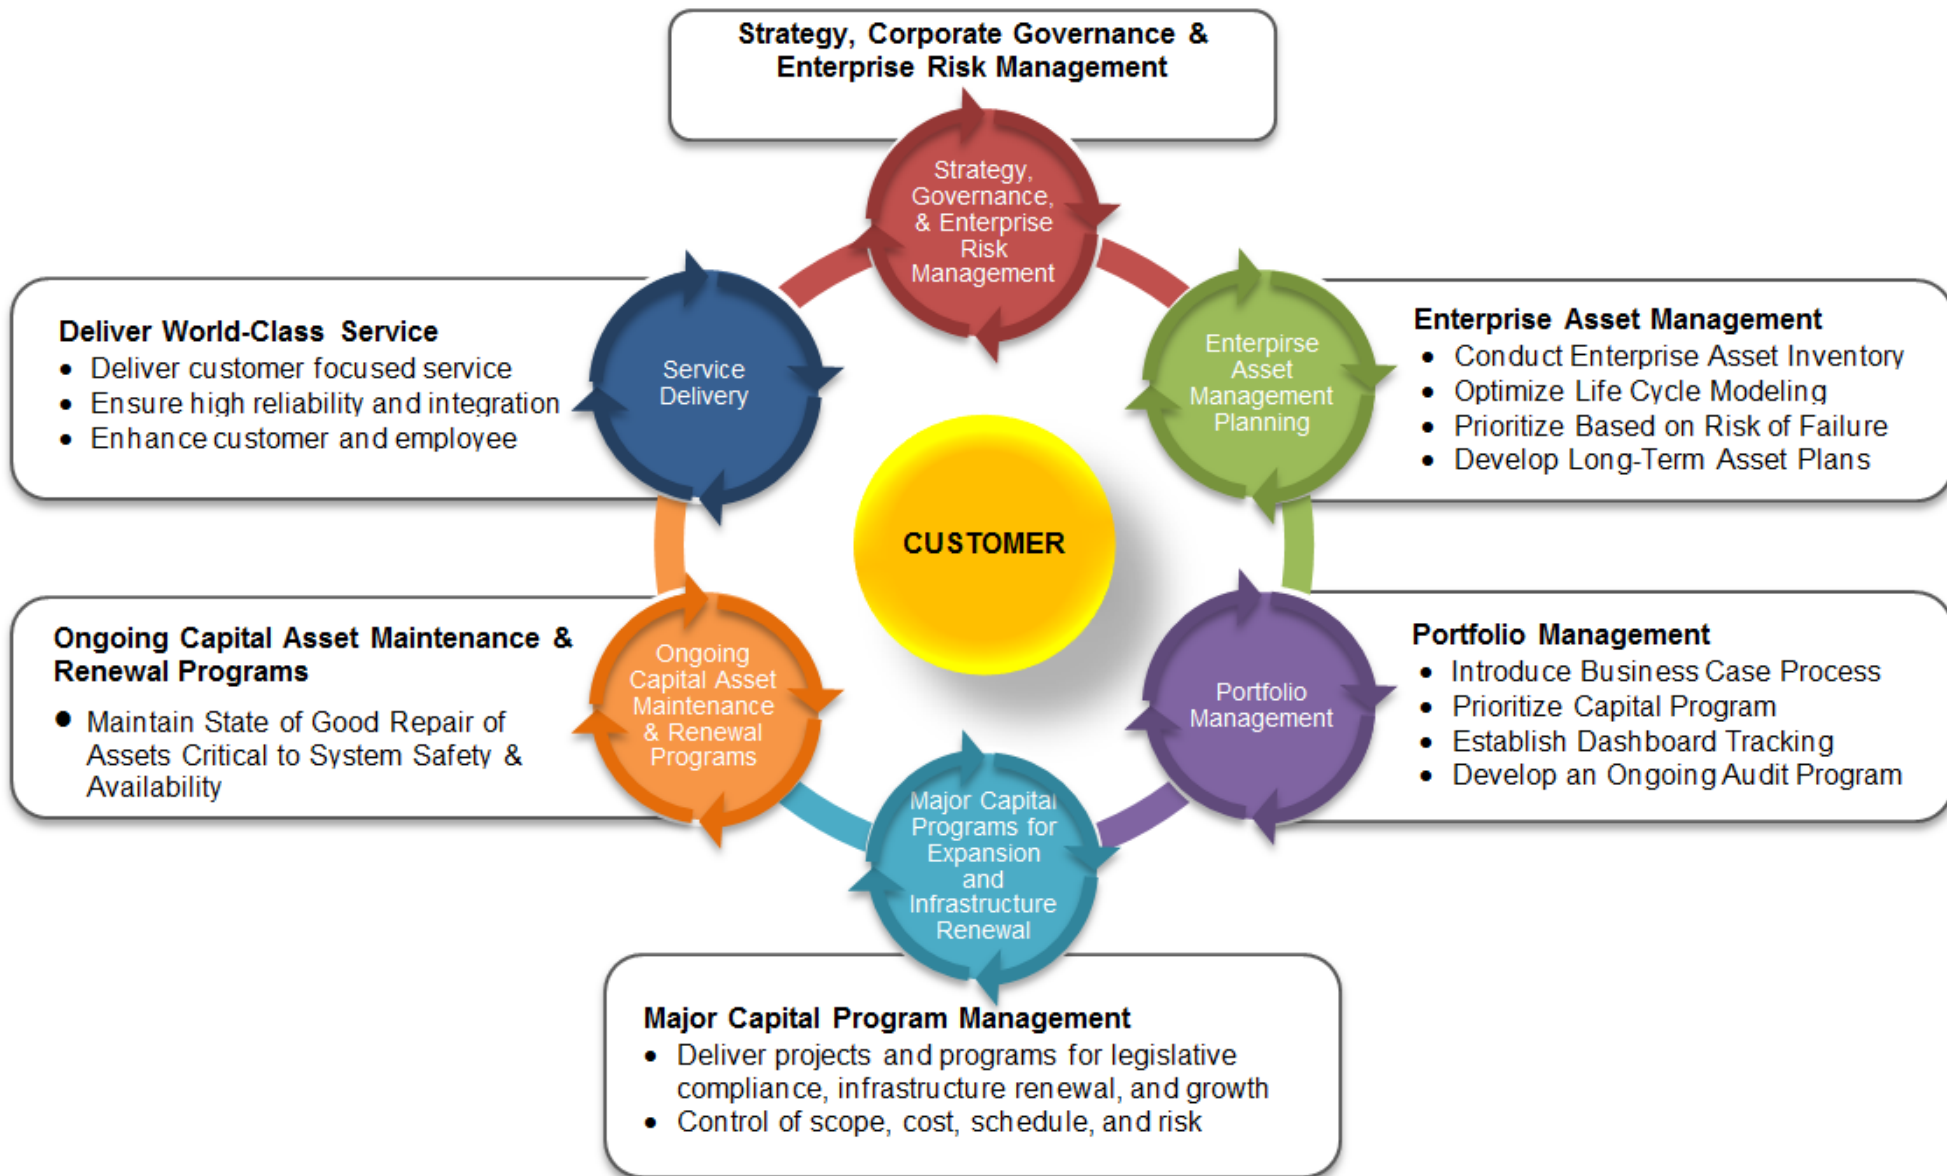 Strategy, Corporate Governance &
Enterprise Risk Management
Strategy,
Governance,
& Enterprise
Risk
Management
Enterpirse
Asset
Management
Planning
Enterprise Asset Management
• Conduct Enterprise Asset Inventory
• Optimize Life Cycle Modeling
• Prioritize Based on Risk of Failure
• Develop Long-Term Asset Plans
Portfolio
Management
Portfolio Management
• Introduce Business Case Process
• Prioritize Capital Program
• Establish Dashboard Tracking
• Develop an Ongoing Audit Program
Major Capital
Programs for
Expansion
and
Infrastructure
Renewal
Major Capital Program Management
• Deliver projects and programs for legislative
compliance, infrastructure renewal, and growth
• Control of scope, cost, schedule, and risk
Ongoing
Capital Asset
Maintenance
& Renewal
Programs
Ongoing Capital Asset Maintenance &
Renewal Programs
• Maintain State of Good Repair of
Assets Critical to System Safety &
Availability
Service
Delivery
Deliver World-Class Service
• Deliver customer focused service
• Ensure high reliability and integration
• Enhance customer and employee
CUSTOMER